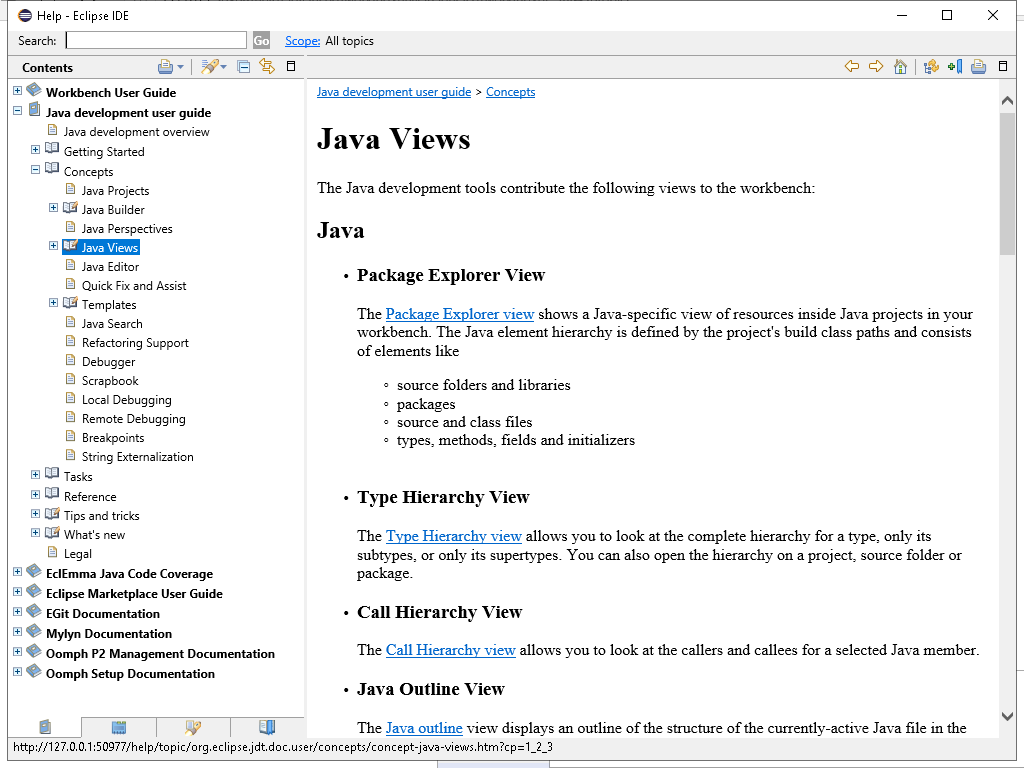 Help - Eclipse IDE
Search:
Go
Scope: All topics
Contents
Workbench User Guide
Java development user guide
Java development overview
Getting Started
Concepts
Java Projects
Java Builder
Java Perspectives
Java Views
Java Editor
Quick Fix and Assist
Templates
Java Search
Refactoring Support
Debugger
Scrapbook
Local Debugging
Remote Debugging
Breakpoints
String Externalization
Tasks
Reference
Tips and tricks
What's new
Legal
EclEmma Java Code Coverage
Eclipse Marketplace User Guide
EGit Documentation
Mylyn Documentation
Oomph P2 Management Documentation
Oomph Setup Documentation
Java development user guide > Concepts
Java Views
The Java development tools contribute the following views to the workbench:
Java
• Package Explorer View
The Package Explorer view shows a Java-specific view of resources inside Java projects in your
workbench. The Java element hierarchy is defined by the project's build class paths and consists
of elements like
◦ source folders and libraries
◦ packages
◦ source and class files
◦ types, methods, fields and initializers
• Type Hierarchy View
The Type Hierarchy view allows you to look at the complete hierarchy for a type, only its
subtypes, or only its supertypes. You can also open the hierarchy on a project, source folder or
package.
• Call Hierarchy View
The Call Hierarchy view allows you to look at the callers and callees for a selected Java member.
• Java Outline View
The Java outline view displays an outline of the structure of the currently-active Java file in the
http://127.0.0.1:50977/help/topic/org.eclipse.jdt.doc.user/concepts/concept-java-views.htm?cp=1_2_3